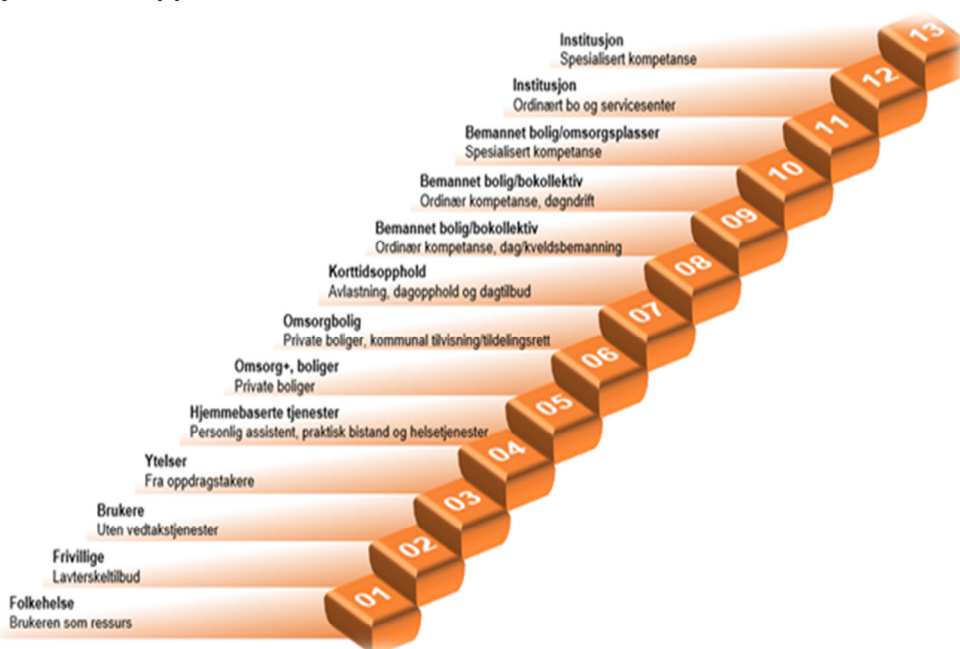 13
Institusjon
Spesialisert kompetanse
12
Institusjon
Ordinært bo og servicesenter
11
Bemannet bolig/omsorgsplasser
Spesialisert kompetanse
10
Bemannet bolig/bokollektiv
Ordinær kompetanse, døgndrift
09
Bemannet bolig/bokollektiv
Ordinær kompetanse, dag/kveldsbemanning
08
Korttidsopphold
Avlastning, dagopphold og dagtilbud
07
Omsorgbolig
Private boliger, kommunal tilvisning/tildelingsrett
06
Omsorg+, boliger
Private boliger
05
Hjemmebaserte tjenester
Personlig assistent, praktisk bistand og helsetjenester
04
Ytelser
Fra oppdragstakere
03
Brukere
Uten vedtakstjenester
02
Frivillige
Lavterskeltilbud
01
Folkehelse
Brukeren som ressurs